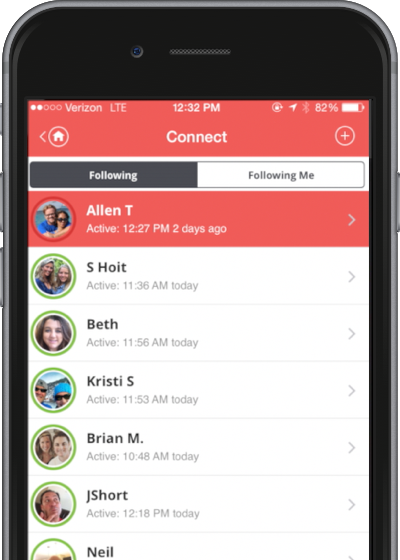 Verizon LTE 12:32 PM 82%
Connect
Following Following Me
Allen T
Active: 12:27 PM 2 days ago
S Hoit
Active: 11:36 AM today
Beth
Active: 11:56 AM today
Kristi S
Active: 11:53 AM today
Brian M.
Active: 10:48 AM today
JShort
Active: 12:18 PM today
Neil